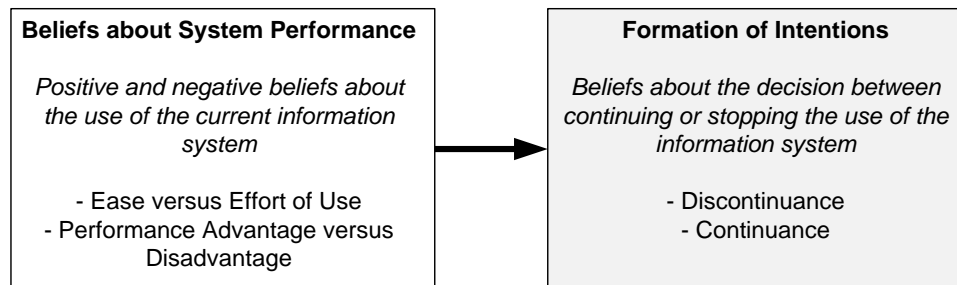 Beliefs about System Performance
Positive and negative beliefs about
the use of the current information
system
- Ease versus Effort of Use
- Performance Advantage versus
Disadvantage
Formation of Intentions
Beliefs about the decision between
continuing or stopping the use of the
information system
- Discontinuance
- Continuance